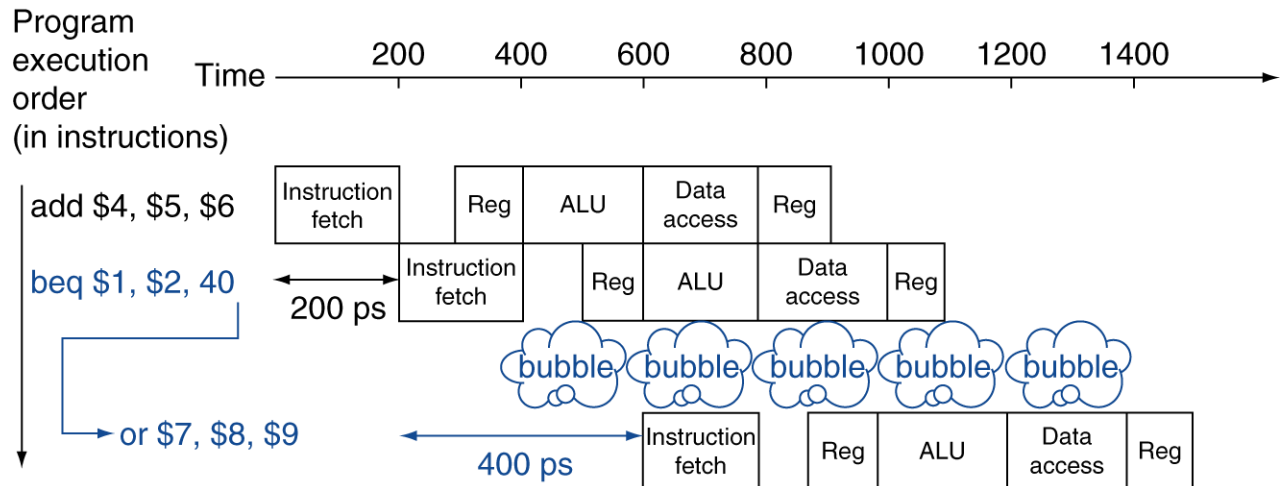 Program
execution
order
(in instructions)
Time
200 400 600 800 1000 1200 1400
add $4, $5, $6
Instruction
fetch
Reg
ALU
Data
access
Reg
beq $1, $2, 40
200 ps
Instruction
fetch
Reg
ALU
Data
access
Reg
bubble bubble bubble bubble bubble
or $7, $8, $9
400 ps
Instruction
fetch
Reg
ALU
Data
access
Reg